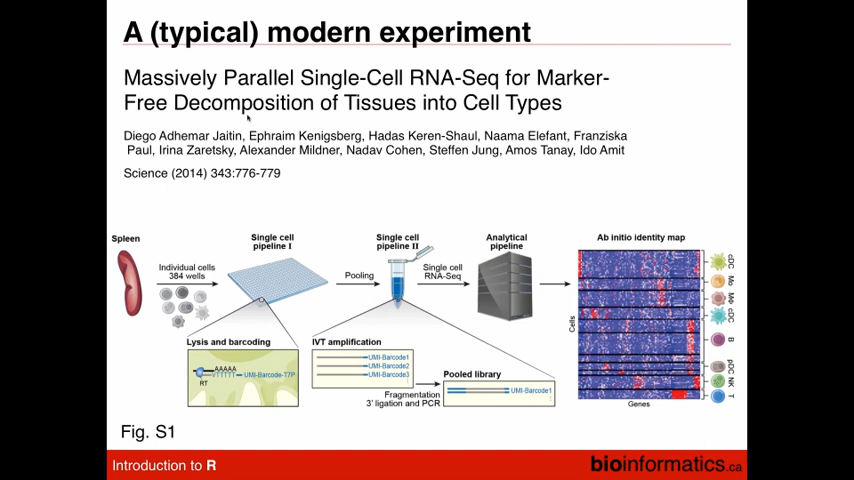 A (typical) modern experiment
Massively Parallel Single-Cell RNA-Seq for Marker-
Free Decomposition of Tissues into Cell Types
Diego Adhemar Jaitin, Ephraim Kenigsberg, Hadas Keren-Shaul, Naama Elefant, Franziska
Paul, Irina Zaretsky, Alexander Mildner, Nadav Cohen, Steffen Jung, Amos Tanay, Ido Amit
Science (2014) 343:776-779
Spleen
Individual cells
384 wells
Single cell
pipeline I
Pooling
Single cell
pipeline II
Single cell
RNA-Seq
Analytical
pipeline
Ab initio identity map
Cells
Genes
cDC
Mo
MΦ
cDC
B
pDC
NK
T
Lysis and barcoding
AAAAA
VTTTTT
UMI-Barcode-T7P
RT
IVT amplification
UMI-Barcode1
UMI-Barcode2
UMI-Barcode3
Fragmentation
3' ligation and PCR
Pooled library
UMI-Barcode1
Fig. S1
Introduction to R
bioinformatics.ca